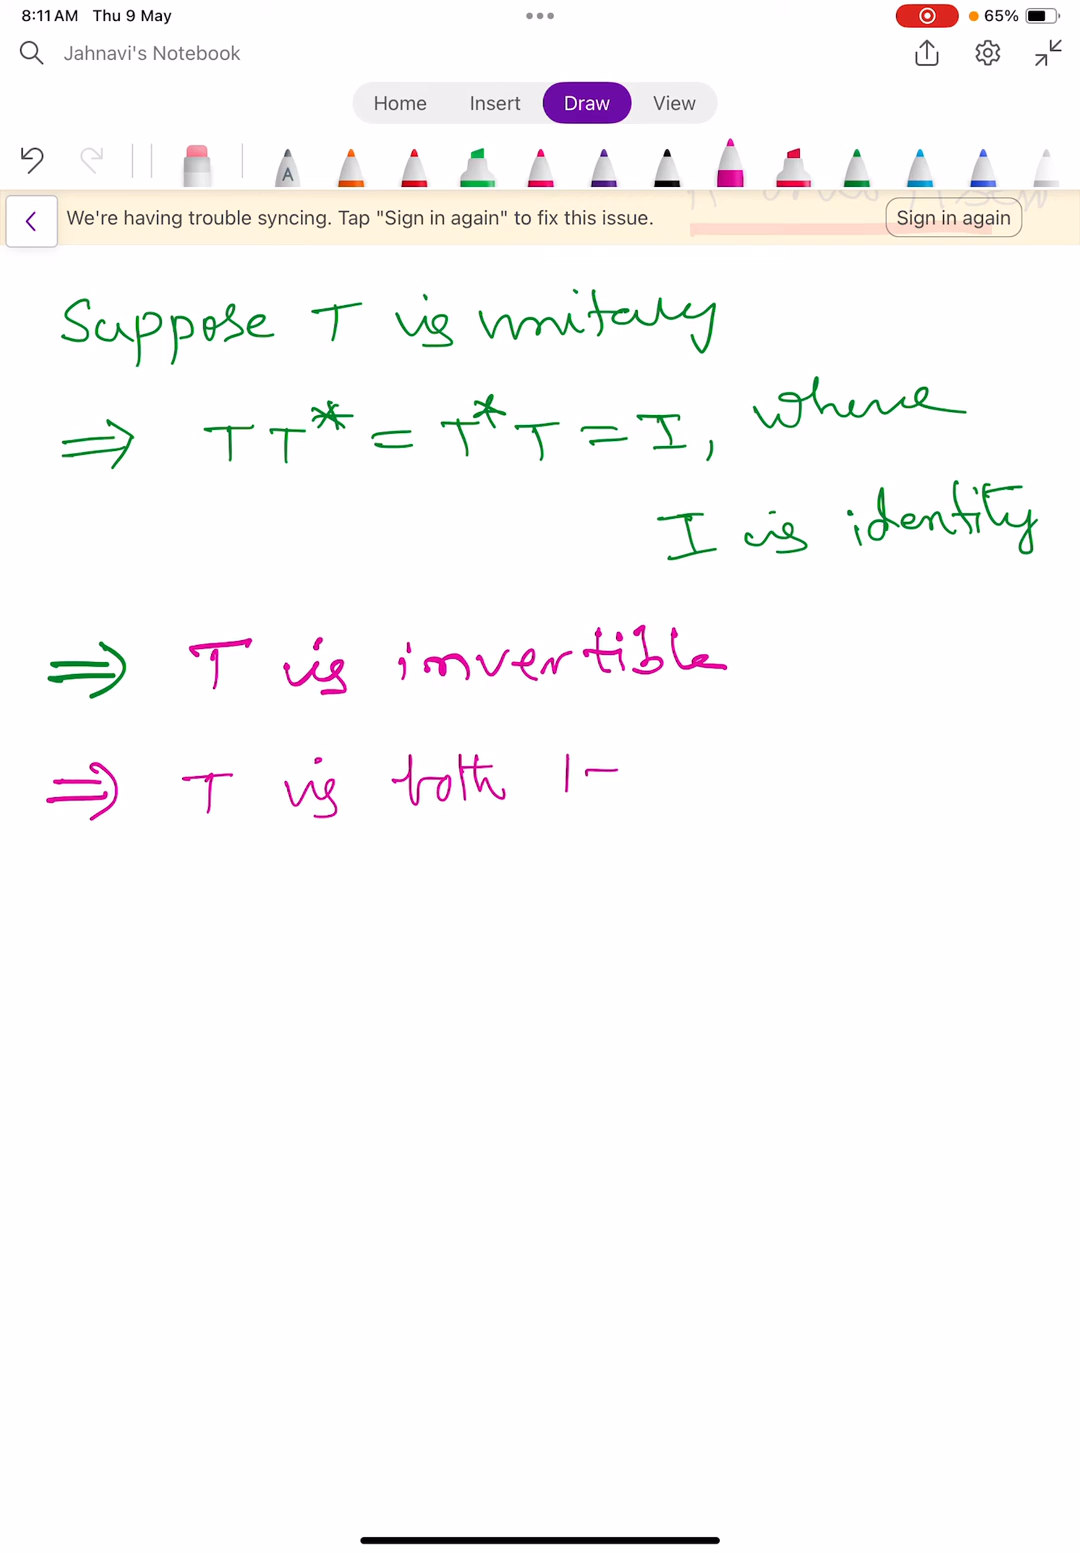 8:11 AM Thu 9 May
65%
Jahnavi's Notebook
Home Insert Draw View
A
We're having trouble syncing. Tap "Sign in again" to fix this issue.
Sign in again
Suppose T is unitary
⇒ T T* = T* T = I, where
I is identity
⇒ T is invertible
⇒ T is both 1-